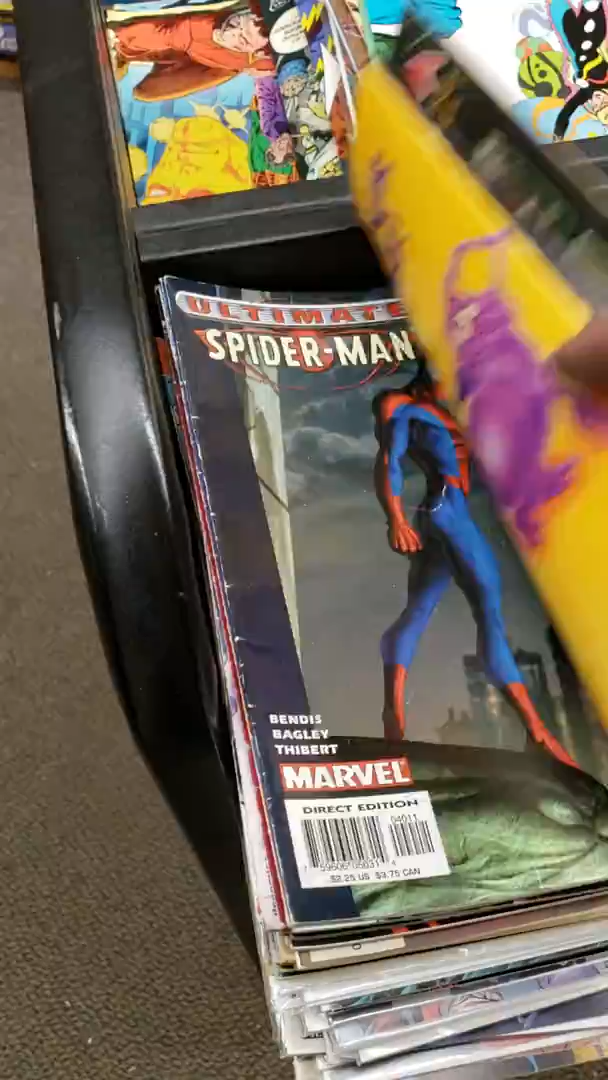 ULTIMATE
SPIDER-MAN
BENDIS
BAGLEY
THIBERT
MARVEL
DIRECT EDITION
04011
$2.25 US $3.75 CAN